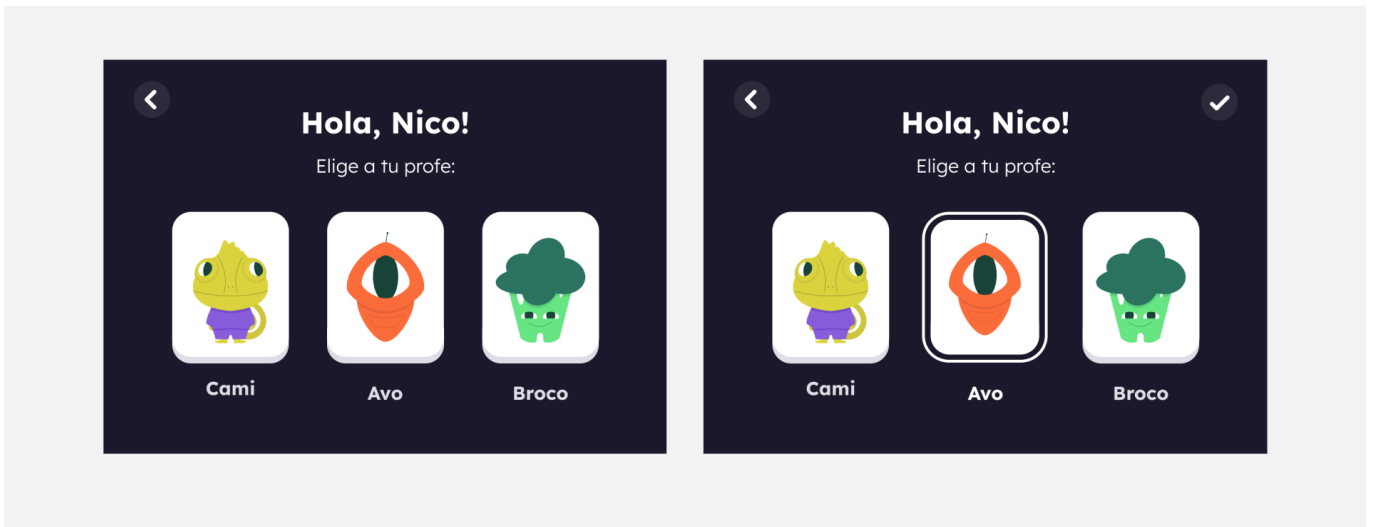 Hola, Nico!
Elige a tu profe:
Cami
Avo
Broco
Hola, Nico!
Elige a tu profe:
Cami
Avo
Broco